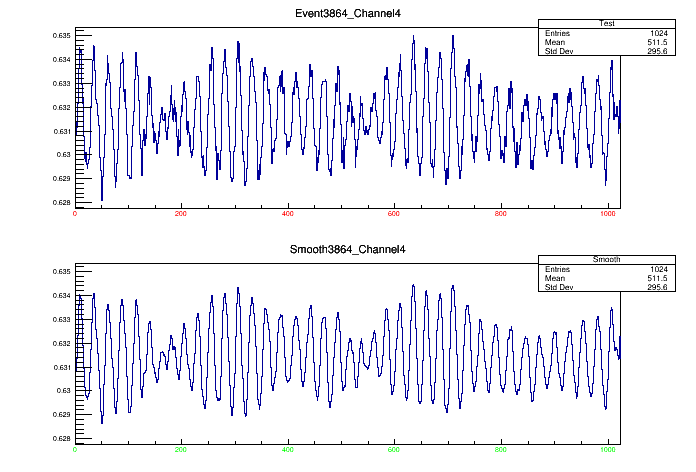 Event3864_Channel4
Test
Entries 1024
Mean 511.5
Std Dev 295.6
0.635
0.634
0.633
0.632
0.631
0.63
0.629
0.628
0 200 400 600 800 1000
Smooth3864_Channel4
Smooth
Entries 1024
Mean 511.5
Std Dev 295.6
0.635
0.634
0.633
0.632
0.631
0.63
0.629
0.628
0 200 400 600 800 1000